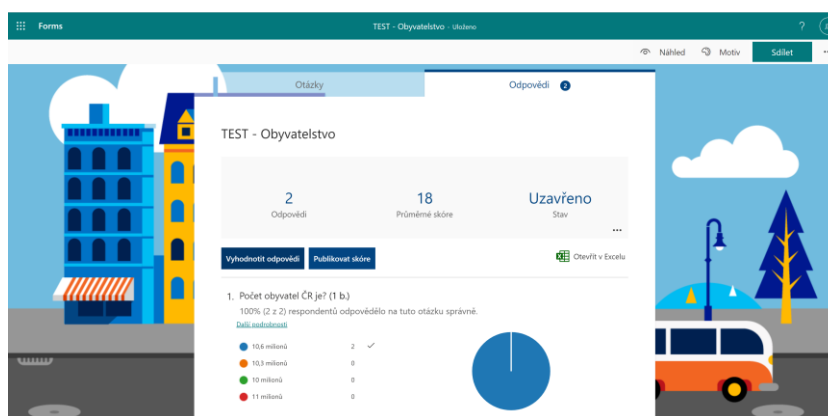 Forms
TEST - Obyvatelstvo - Uloženo
?
Náhled
Motiv
Sdílet
Otázky
Odpovědi 2
TEST - Obyvatelstvo
2
Odpovědi
18
Průměrné skóre
Uzavřeno
Stav
Vyhodnotit odpovědi
Publikovat skóre
Otevřít v Excelu
1. Počet obyvatel ČR je? (1 b.)
100% (2 z 2) respondentů odpovědělo na tuto otázku správně.
Další podrobnosti
10,6 milionů 2
10,3 milionů 0
10 milionů 0
11 milionů 0